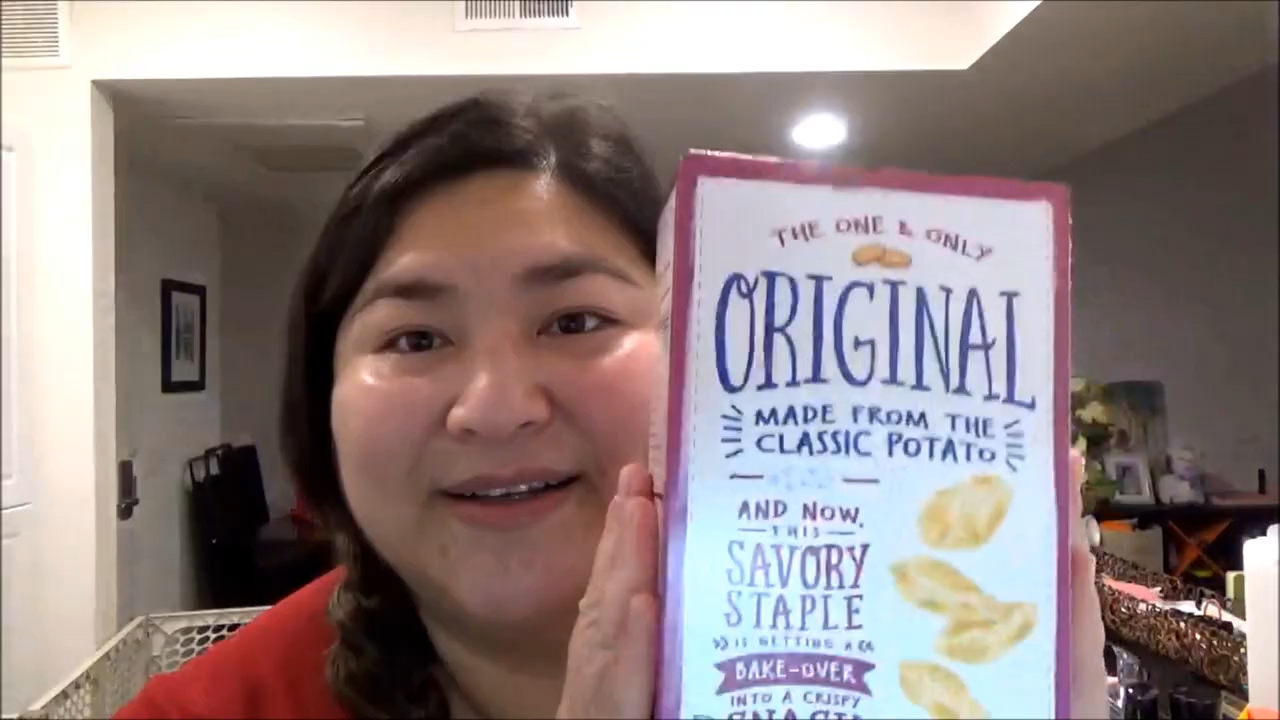 THE ONE & ONLY
ORIGINAL
MADE FROM THE
CLASSIC POTATO
AND NOW,
THIS
SAVORY
STAPLE
IS GETTING A
BAKE-OVER
INTO A CRISPY
SNACK